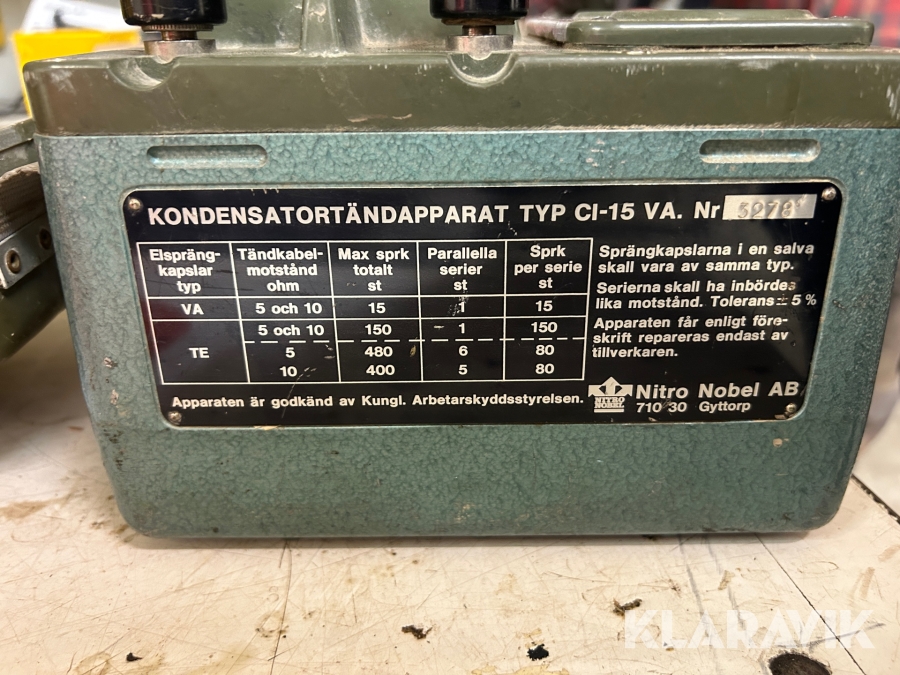 KONDENSATORTÄNDAPPARAT TYP CI-15 VA. Nr 5278
Elspräng-
kapslar
typ
Tändkabel-
motstånd
ohm
Max sprk
totalt
st
Parallella
serier
st
Sprk
per serie
st
VA 5 och 10 15 1 15
TE 5 och 10 150 1 150
5 480 6 80
10 400 5 80
Sprängkapslarna i en salva
skall vara av samma typ.
Serierna skall ha inbördes
lika motstånd. Tolerans ± 5 %
Apparaten får enligt före-
skrift repareras endast av
tillverkaren.
Apparaten är godkänd av Kungl. Arbetarskyddsstyrelsen.
NITRO
NOBEL
Nitro Nobel AB
710 30 Gyttorp
KLARAVIK